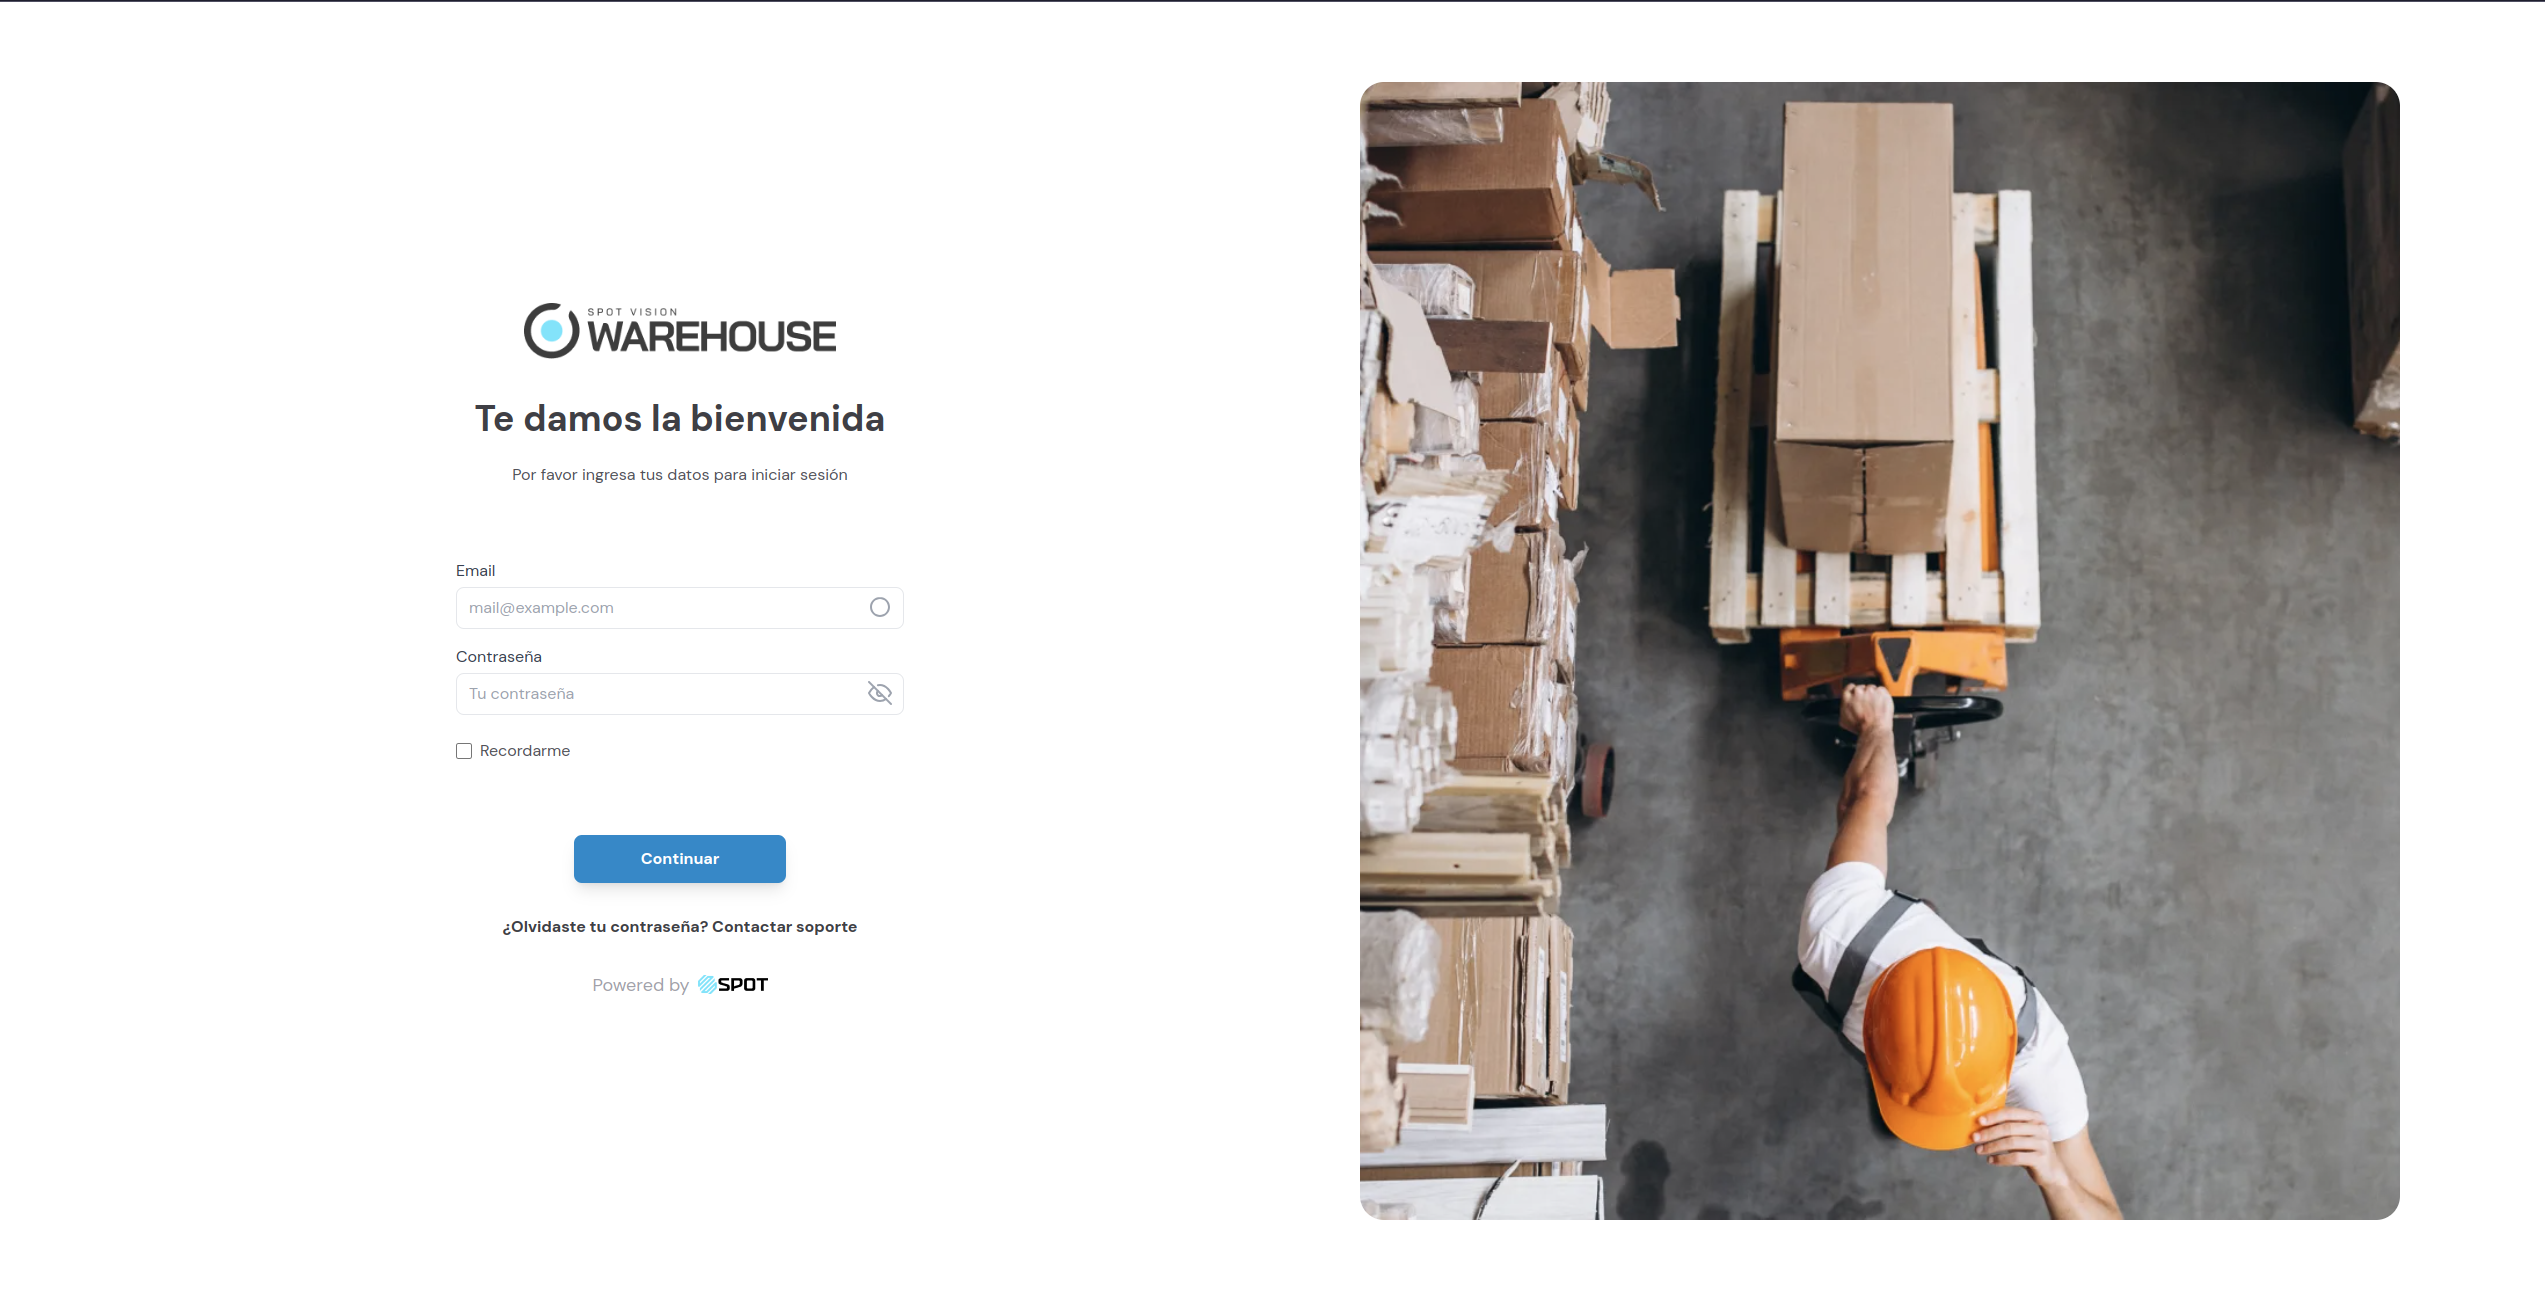 SPOT VISION
WAREHOUSE
Te damos la bienvenida
Por favor ingresa tus datos para iniciar sesión
Email
mail@example.com
Contraseña
Tu contraseña
Recordarme
Continuar
¿Olvidaste tu contraseña? Contactar soporte
Powered by SPOT